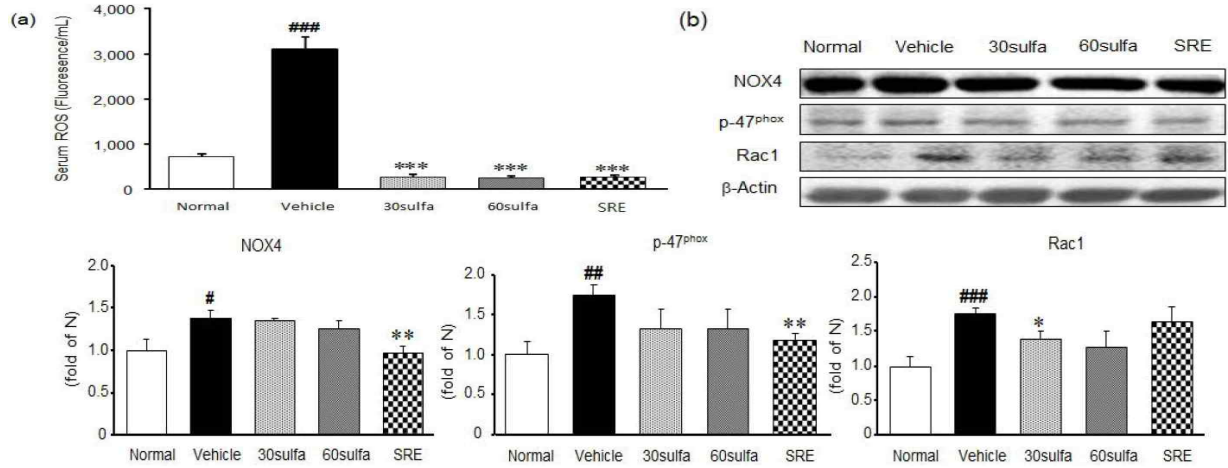 (a)
Serum ROS (Fluoresence/mL)
4,000
3,000
2,000
1,000
0
###
***
***
***
Normal Vehicle 30sulfa 60sulfa SRE
(b)
Normal Vehicle 30sulfa 60sulfa SRE
NOX4
p-47phox
Rac1
β-Actin
NOX4
(fold of N)
2.0
1.5
1.0
0.5
0.0
#
**
Normal Vehicle 30sulfa 60sulfa SRE
p-47phox
(fold of N)
2.0
1.5
1.0
0.5
0.0
##
**
Normal Vehicle 30sulfa 60sulfa SRE
Rac1
(fold of N)
2.5
2.0
1.5
1.0
0.5
0.0
###
*
Normal Vehicle 30sulfa 60sulfa SRE